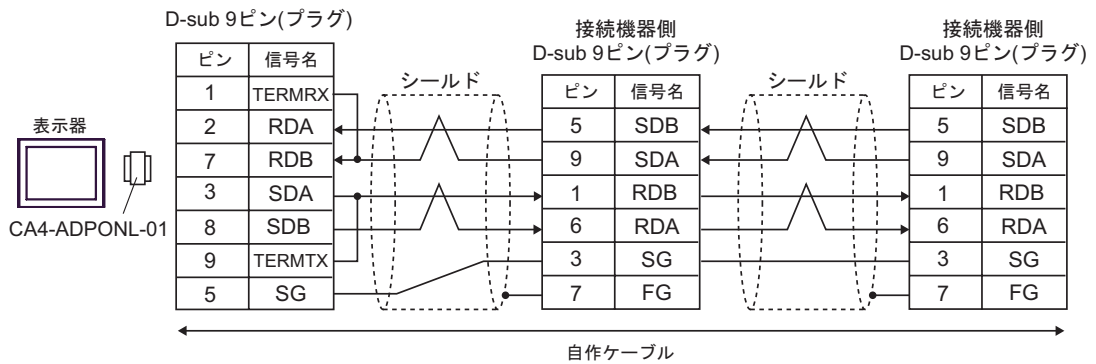 D-sub 9ピン(プラグ)
ピン 信号名
1 TERMRX
2 RDA
7 RDB
3 SDA
8 SDB
9 TERMTX
5 SG
表示器
CA4-ADPONL-01
シールド
接続機器側
D-sub 9ピン(プラグ)
ピン 信号名
5 SDB
9 SDA
1 RDB
6 RDA
3 SG
7 FG
シールド
接続機器側
D-sub 9ピン(プラグ)
ピン 信号名
5 SDB
9 SDA
1 RDB
6 RDA
3 SG
7 FG
自作ケーブル